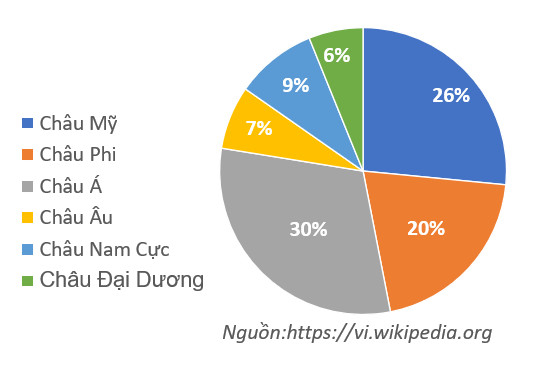 6%
9%
26%
7%
Châu Mỹ
Châu Phi
Châu Á
Châu Âu
Châu Nam Cực
Châu Đại Dương
30%
20%
Nguồn:https://vi.wikipedia.org